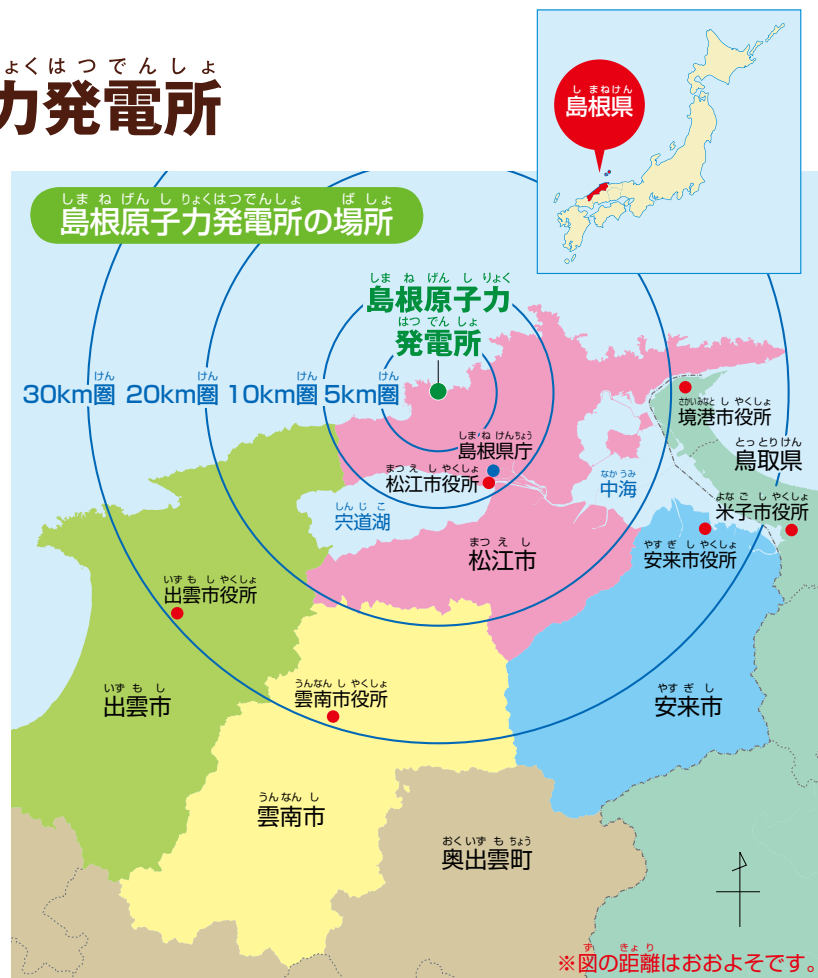 ょくはつでんしょ
力発電所
しまねけん
島根県
しまねげんしりょくはつでんしょ ばしょ
島根原子力発電所の場所
しまねげんしりょく
島根原子力
はつでんしょ
発電所
けん けん けん けん
30km圏 20km圏 10km圏 5km圏
さかいみなとしやくしょ
境港市役所
しまねけんちょう
島根県庁
とっとりけん
鳥取県
まつえしやくしょ
松江市役所
なかうみ
中海
しんじこ
宍道湖
よなごしやくしょ
米子市役所
まつえし
松江市
やすぎしやくしょ
安来市役所
いずもしやくしょ
出雲市役所
いずもし
出雲市
うんなんしやくしょ
雲南市役所
やすぎし
安来市
うんなんし
雲南市
おくいずもちょう
奥出雲町
ず きょり
※図の距離はおおよそです。